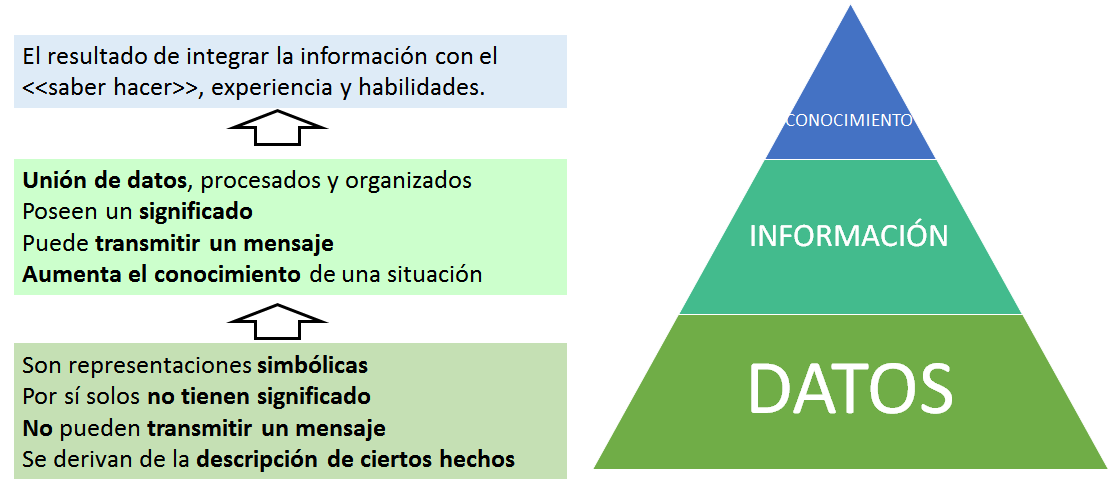 El resultado de integrar la información con el
<<saber hacer>>, experiencia y habilidades.
Unión de datos, procesados y organizados
Poseen un significado
Puede transmitir un mensaje
Aumenta el conocimiento de una situación
Son representaciones simbólicas
Por sí solos no tienen significado
No pueden transmitir un mensaje
Se derivan de la descripción de ciertos hechos
CONOCIMIENTO
INFORMACIÓN
DATOS